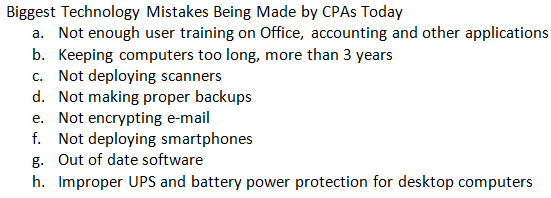 Biggest Technology Mistakes Being Made by CPAs Today
a. Not enough user training on Office, accounting and other applications
b. Keeping computers too long, more than 3 years
c. Not deploying scanners
d. Not making proper backups
e. Not encrypting e-mail
f. Not deploying smartphones
g. Out of date software
h. Improper UPS and battery power protection for desktop computers